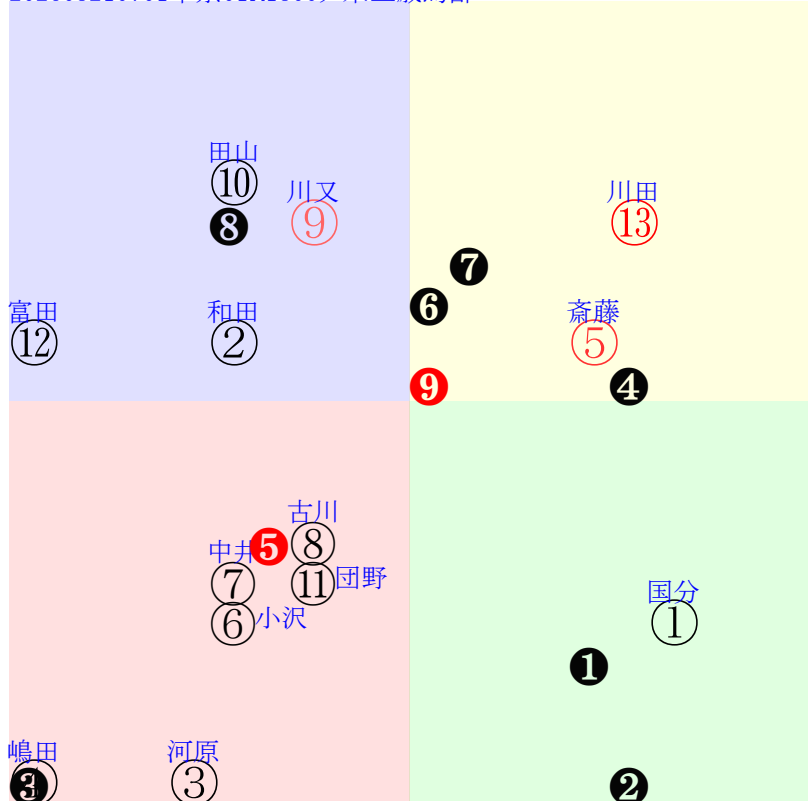 田山
⑩
川又
⑨
川田
⑬
❽
❼
❻
富田
⑫
和田
②
斎藤
⑤
❾
❹
古川
⑧
中井
❺
⑦
⑪
団野
⑥
小沢
国分
①
❶
嶋田
❸
河原
③
❷